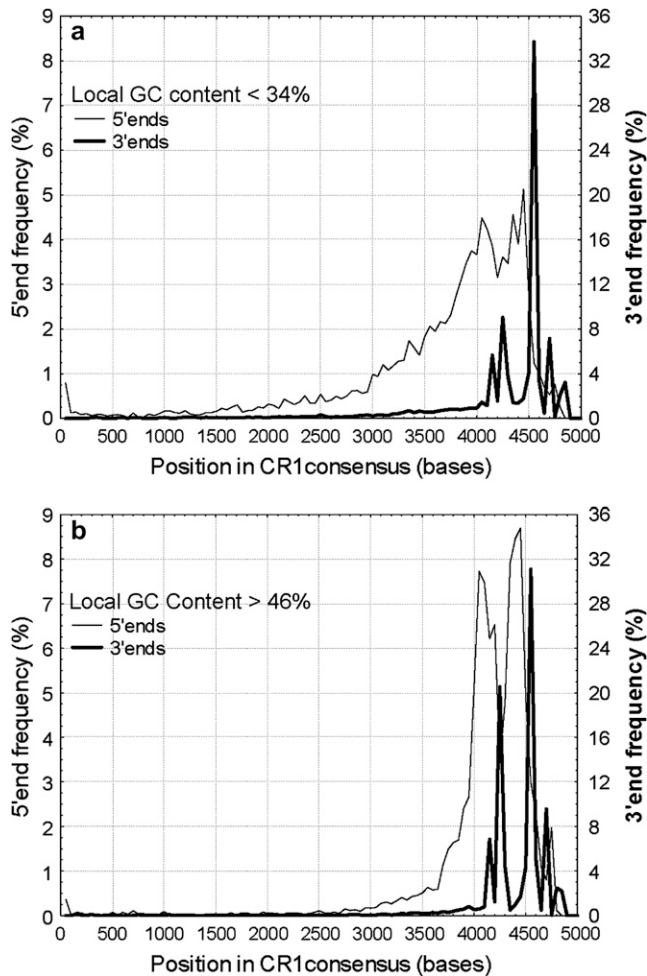 a
Local GC content < 34%
5'ends
3'ends
5'end frequency (%)
3'end frequency (%)
9
8
7
6
5
4
3
2
1
0
36
32
28
24
20
16
12
8
4
0
0 500 1000 1500 2000 2500 3000 3500 4000 4500 5000
Position in CR1consensus (bases)
b
Local GC Content > 46%
5'ends
3'ends
5'end frequency (%)
3'end frequency (%)
9
8
7
6
5
4
3
2
1
0
36
32
28
24
20
16
12
8
4
0
0 500 1000 1500 2000 2500 3000 3500 4000 4500 5000
Position in CR1consensus (bases)